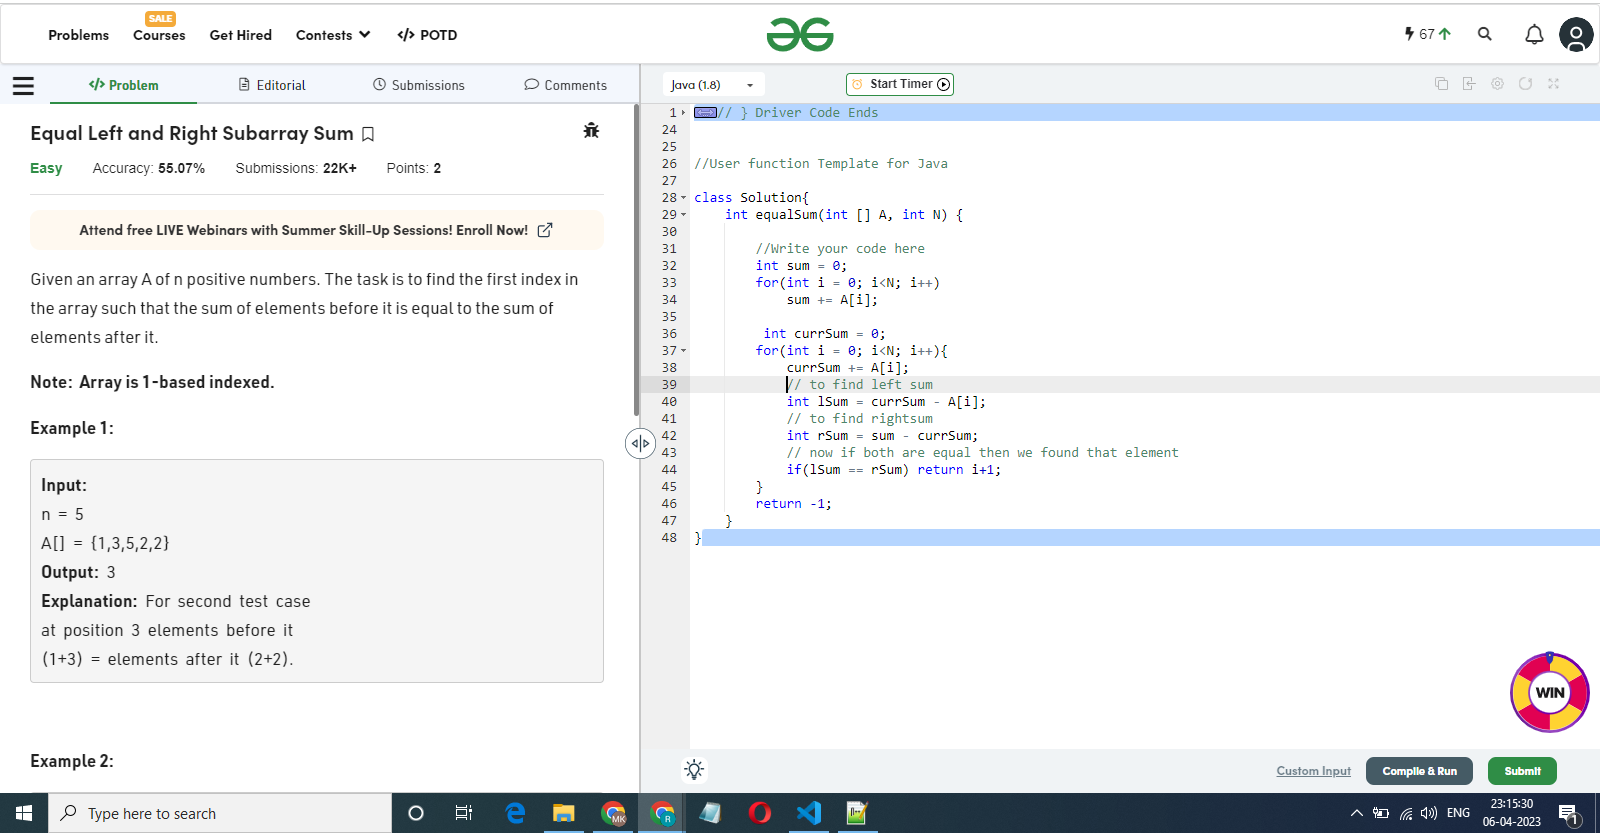 SALE
Problems Courses Get Hired Contests </> POTD
67
</> Problem Editorial Submissions Comments
Java (1.8) Start Timer
Equal Left and Right Subarray Sum
Easy Accuracy: 55.07% Submissions: 22K+ Points: 2
Attend free LIVE Webinars with Summer Skill-Up Sessions! Enroll Now!
Given an array A of n positive numbers. The task is to find the first index in
the array such that the sum of elements before it is equal to the sum of
elements after it.
Note: Array is 1-based indexed.
Example 1:
Input:
n = 5
A[] = {1,3,5,2,2}
Output: 3
Explanation: For second test case
at position 3 elements before it
(1+3) = elements after it (2+2).
Example 2:
1 // } Driver Code Ends
24
25
26 //User function Template for Java
27
28 class Solution{
29 int equalSum(int [] A, int N) {
30
31 //Write your code here
32 int sum = 0;
33 for(int i = 0; i<N; i++)
34 sum += A[i];
35
36 int currSum = 0;
37 for(int i = 0; i<N; i++){
38 currSum += A[i];
39 // to find left sum
40 int lSum = currSum - A[i];
41 // to find rightsum
42 int rSum = sum - currSum;
43 // now if both are equal then we found that element
44 if(lSum == rSum) return i+1;
45 }
46 return -1;
47 }
48 }
WIN
Custom Input Compile & Run Submit
Type here to search
MK
R
ENG
23:15:30
06-04-2023
1